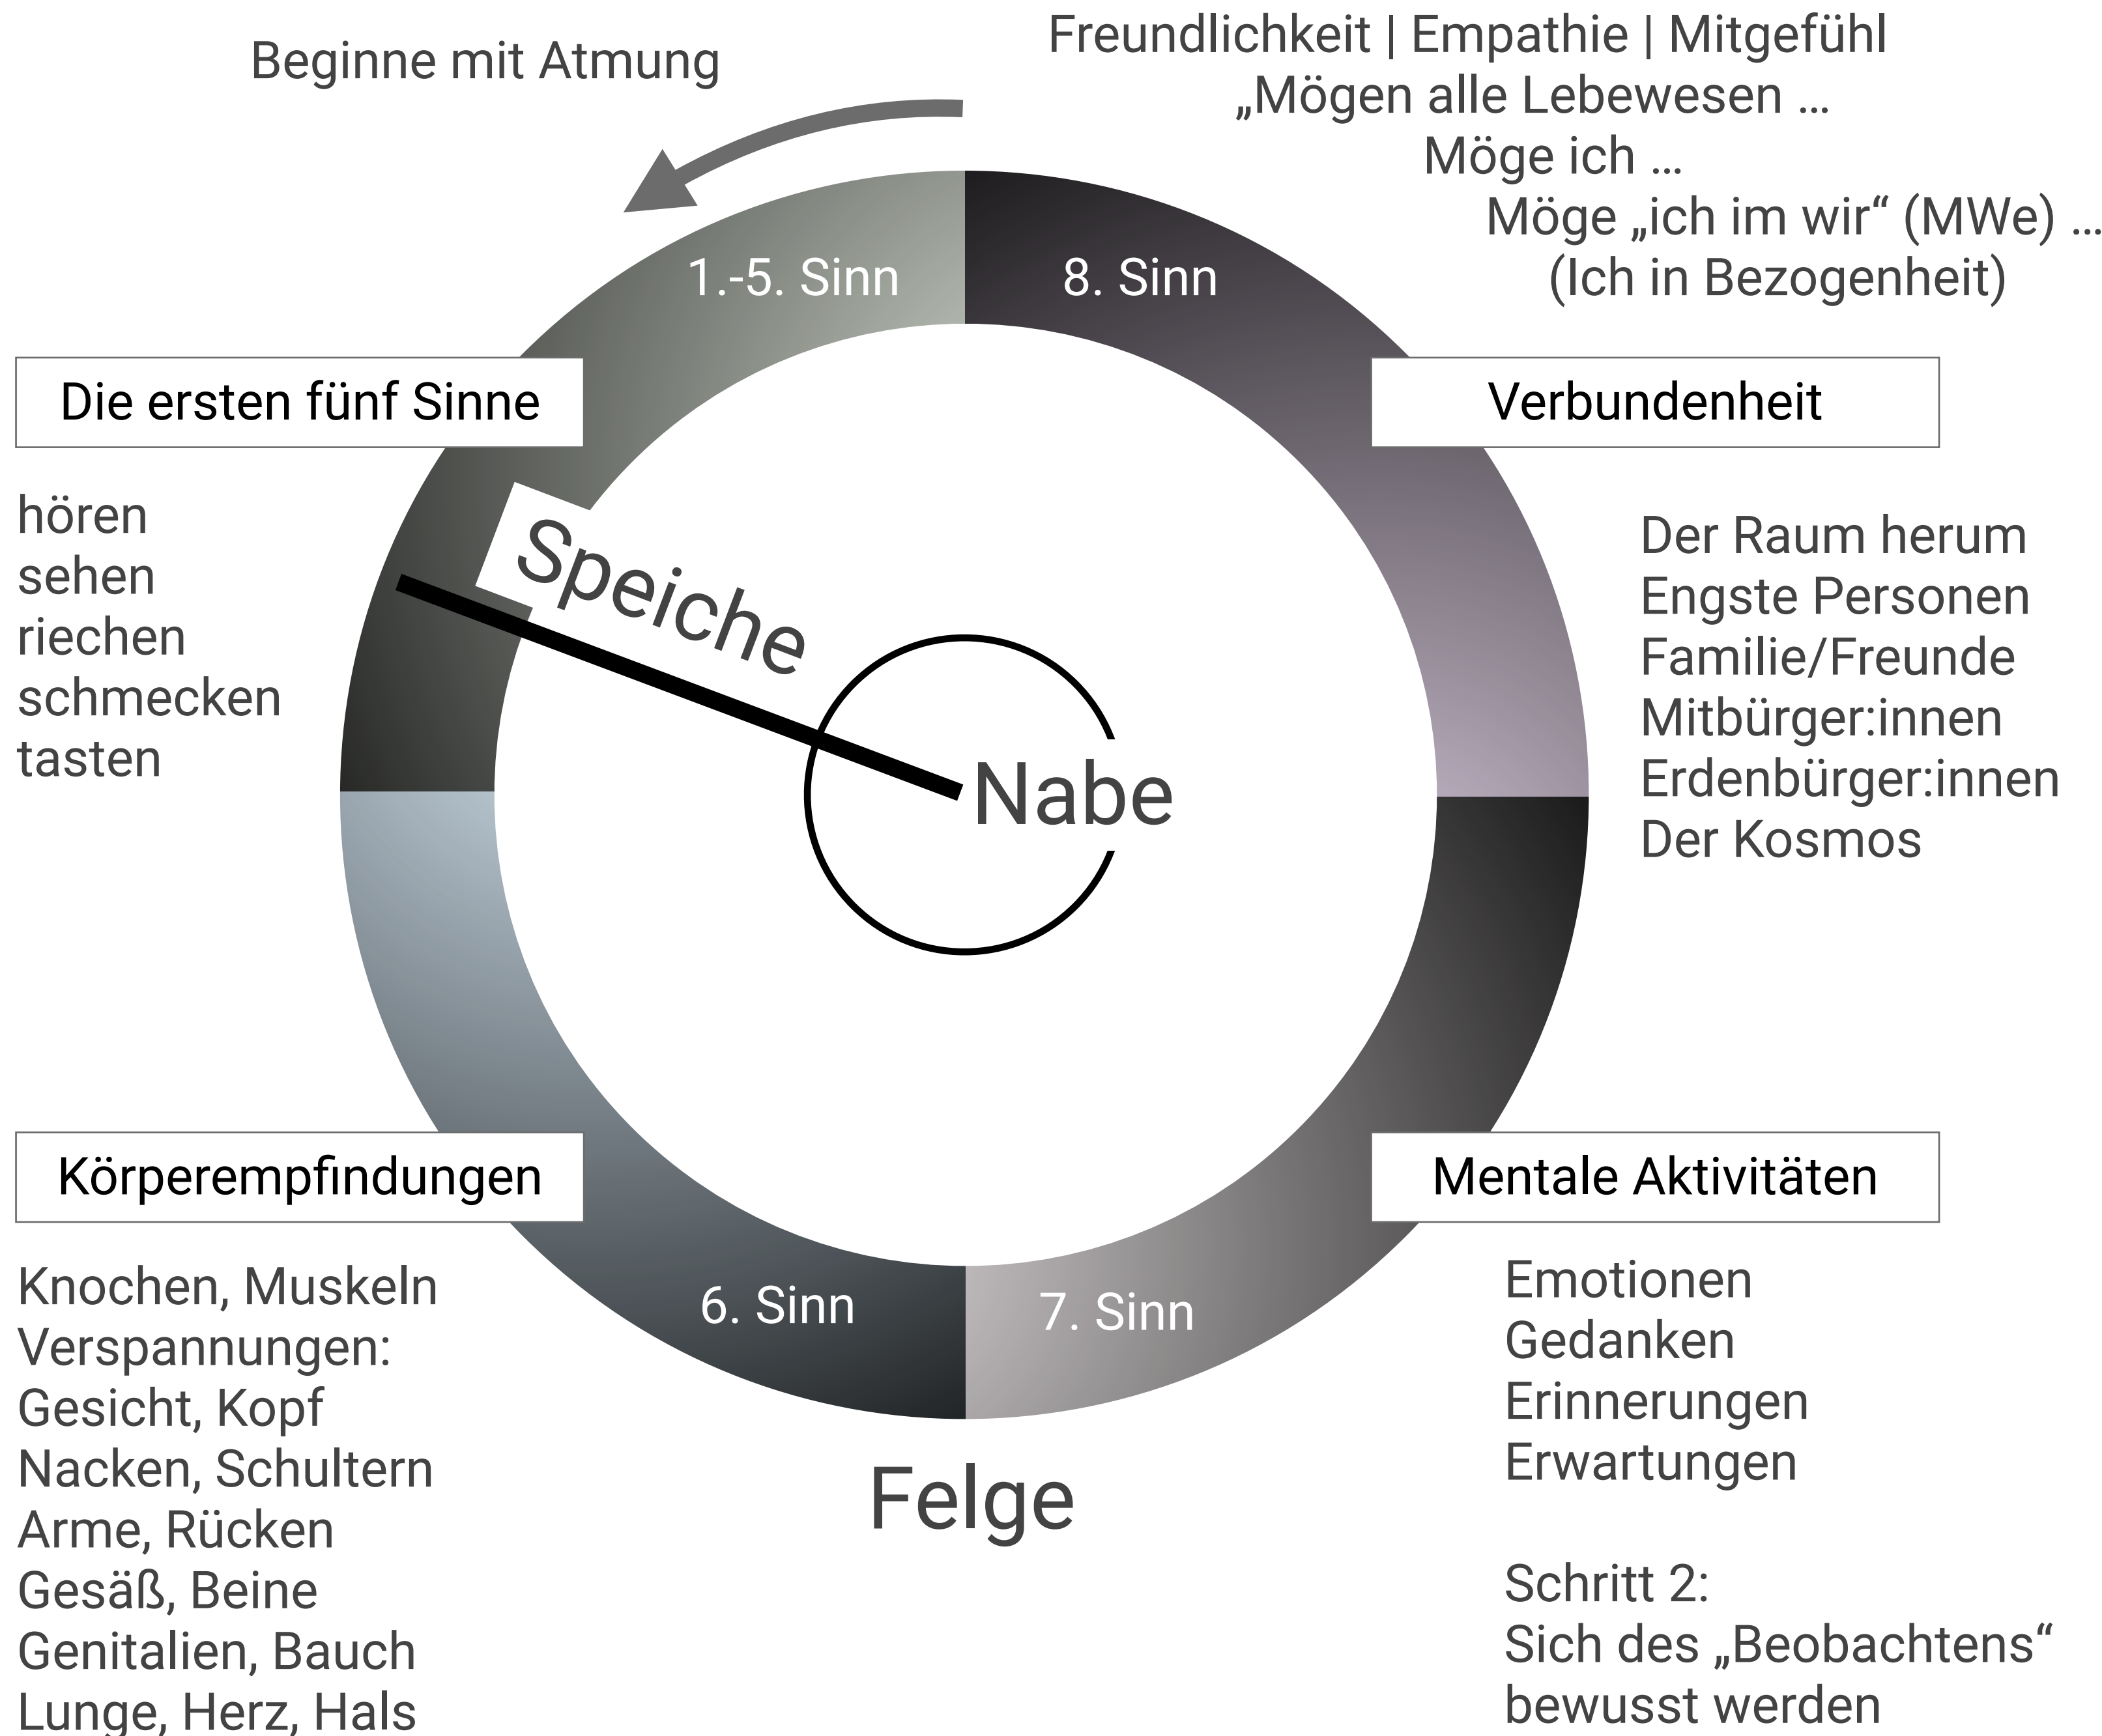 Beginne mit Atmung
Freundlichkeit | Empathie | Mitgefühl
„Mögen alle Lebewesen ...
Möge ich ...
Möge „ich im wir“ (MWe) ...
(Ich in Bezogenheit)
1.-5. Sinn
8. Sinn
Die ersten fünf Sinne
hören
sehen
riechen
schmecken
tasten
Verbundenheit
Der Raum herum
Engste Personen
Familie/Freunde
Mitbürger:innen
Erdenbürger:innen
Der Kosmos
Speiche
Nabe
Körperempfindungen
Knochen, Muskeln
Verspannungen:
Gesicht, Kopf
Nacken, Schultern
Arme, Rücken
Gesäß, Beine
Genitalien, Bauch
Lunge, Herz, Hals
6. Sinn
7. Sinn
Felge
Mentale Aktivitäten
Emotionen
Gedanken
Erinnerungen
Erwartungen
Schritt 2:
Sich des „Beobachtens“
bewusst werden